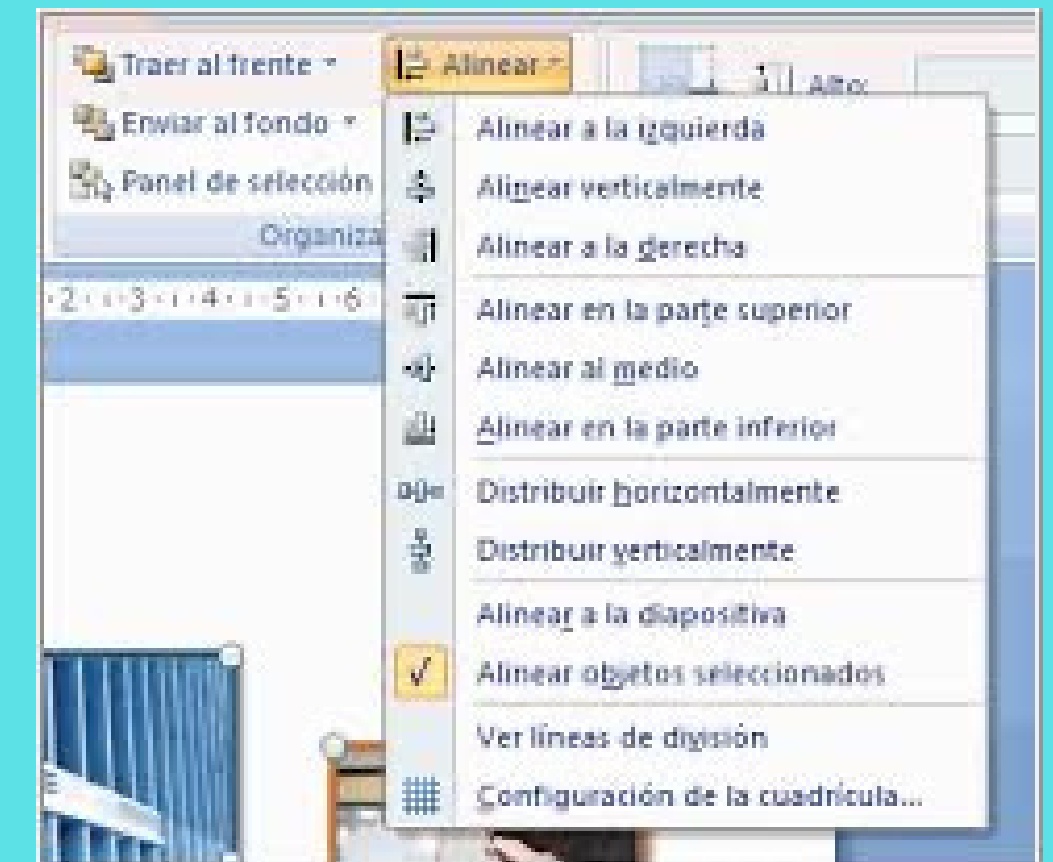 Traer al frente
Alinear
Alto:
Enviar al fondo
Panel de selección
Organiza
2 3 4 5 6
Alinear a la izquierda
Alinear verticalmente
Alinear a la derecha
Alinear en la parte superior
Alinear al medio
Alinear en la parte inferior
Distribuir horizontalmente
Distribuir verticalmente
Alinear a la diapositiva
Alinear objetos seleccionados
Ver líneas de división
Configuración de la cuadrícula...